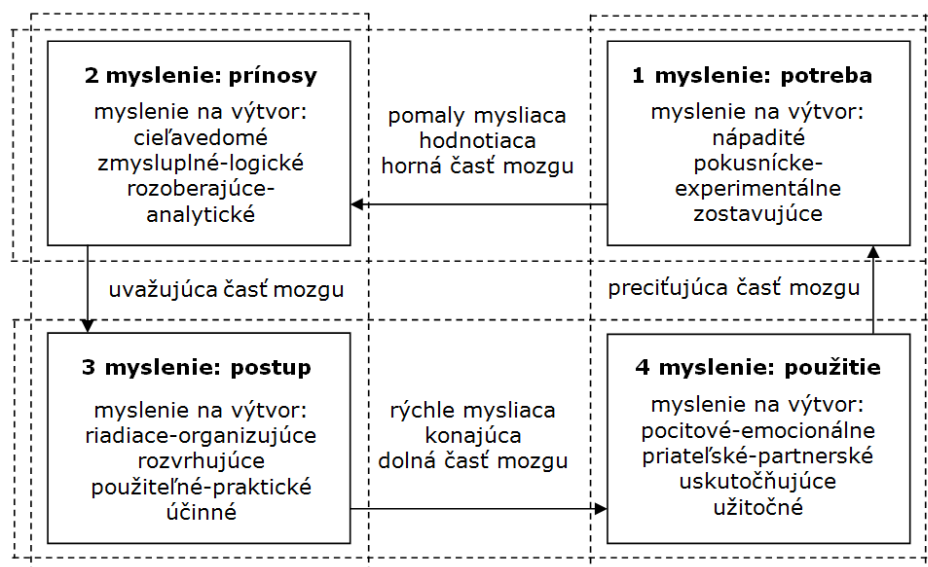 2 myslenie: prínosy
myslenie na výtvor:
cieľavedomé
zmysluplné-logické
rozoberajúce-
analytické
pomaly mysliaca
hodnotiaca
horná časť mozgu
1 myslenie: potreba
myslenie na výtvor:
nápadité
pokusnícke-
experimentálne
zostavujúce
uvažujúca časť mozgu
preciťujúca časť mozgu
3 myslenie: postup
myslenie na výtvor:
riadiace-organizujúce
rozvrhujúce
použiteľné-praktické
účinné
rýchle mysliaca
konajúca
dolná časť mozgu
4 myslenie: použitie
myslenie na výtvor:
pocitové-emocionálne
priateľské-partnerské
uskutočňujúce
užitočné